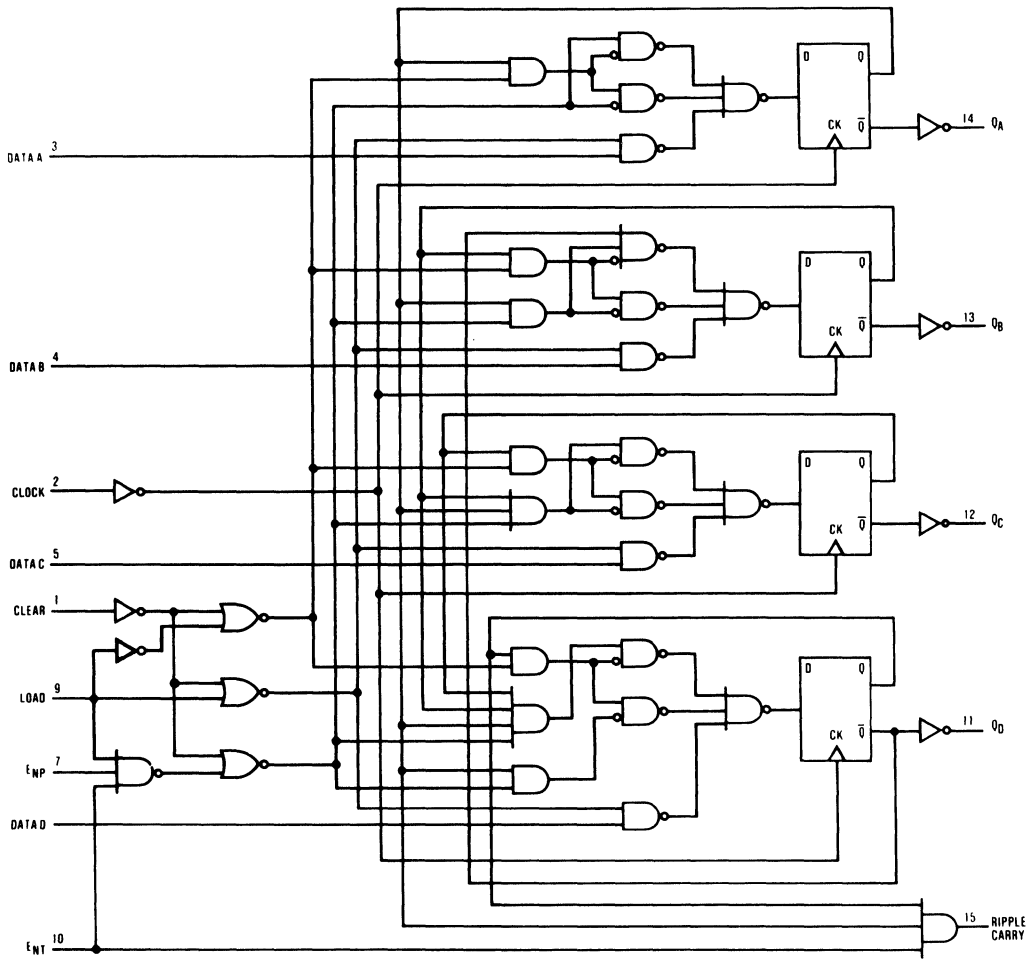 D Q
CK Q̅
14 QA
DATA A 3
D Q
CK Q̅
13 QB
DATA B 4
D Q
CK Q̅
12 QC
CLOCK 2
DATA C 5
CLEAR 1
LOAD 9
ENP 7
D Q
CK Q̅
11 QD
DATA D
ENT 10
15 RIPPLE
CARRY